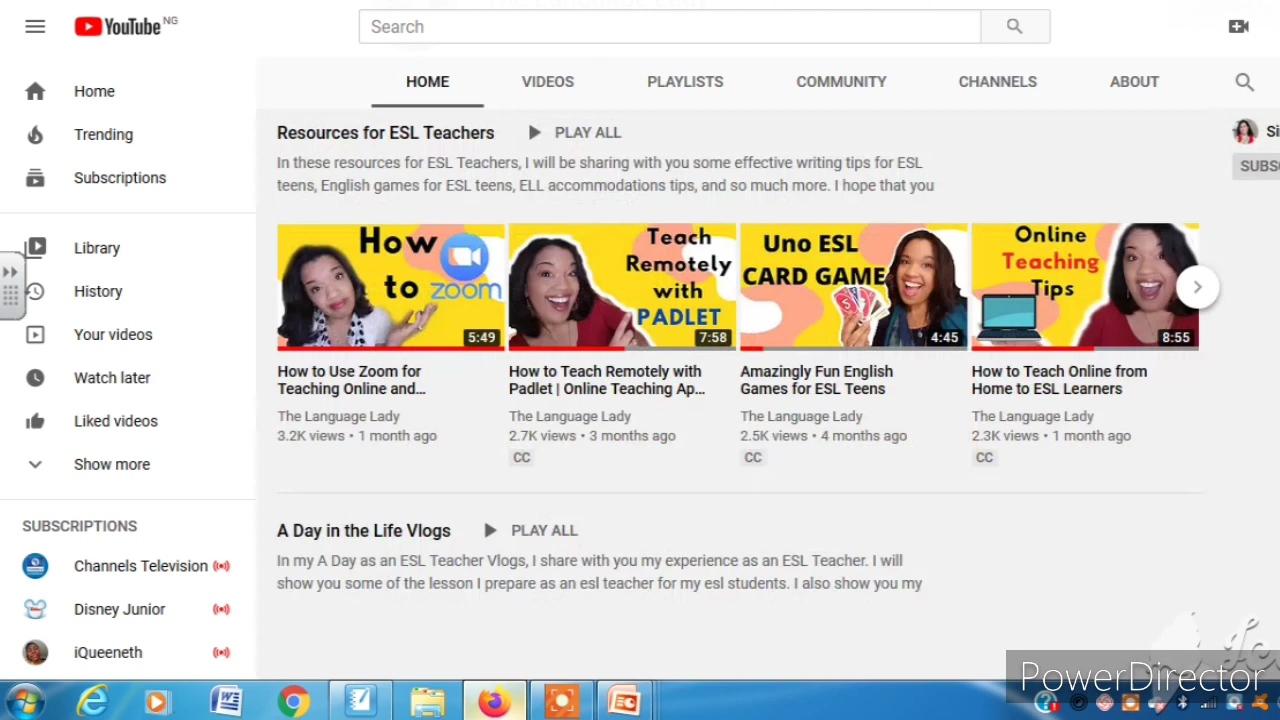 YouTube NG
Search
Home
Trending
Subscriptions
Library
History
Your videos
Watch later
Liked videos
Show more
SUBSCRIPTIONS
Channels Television
Disney Junior
iQueeneth
HOME VIDEOS PLAYLISTS COMMUNITY CHANNELS ABOUT
Resources for ESL Teachers PLAY ALL
In these resources for ESL Teachers, I will be sharing with you some effective writing tips for ESL
teens, English games for ESL teens, ELL accommodations tips, and so much more. I hope that you
How
to zoom
5:49
How to Use Zoom for
Teaching Online and...
The Language Lady
3.2K views • 1 month ago
Teach
Remotely
with
PADLET
7:58
How to Teach Remotely with
Padlet | Online Teaching Ap...
The Language Lady
2.7K views • 3 months ago
CC
Uno ESL
CARD GAME
4:45
Amazingly Fun English
Games for ESL Teens
The Language Lady
2.5K views • 4 months ago
CC
Online
Teaching
Tips
8:55
How to Teach Online from
Home to ESL Learners
The Language Lady
2.3K views • 1 month ago
CC
A Day in the Life Vlogs PLAY ALL
In my A Day as an ESL Teacher Vlogs, I share with you my experience as an ESL Teacher. I will
show you some of the lesson I prepare as an esl teacher for my esl students. I also show you my
Si
SUBS
PowerDirector